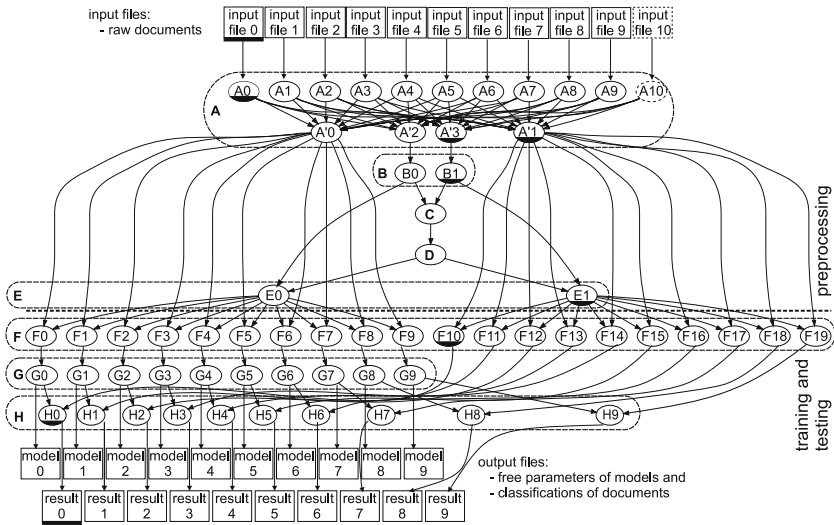 input files:
- raw documents
input file 0
input file 1
input file 2
input file 3
input file 4
input file 5
input file 6
input file 7
input file 8
input file 9
input file 10
A0 A1 A2 A3 A4 A5 A6 A7 A8 A9 A10
A
A'0 A'2 A'3 A'1
B B0 B1
C
D
preprocessing
E E0 E1
F F0 F1 F2 F3 F4 F5 F6 F7 F8 F9 F10 F11 F12 F13 F14 F15 F16 F17 F18 F19
G G0 G1 G2 G3 G4 G5 G6 G7 G8 G9
H H0 H1 H2 H3 H4 H5 H6 H7 H8 H9
training and
testing
model 0
model 1
model 2
model 3
model 4
model 5
model 6
model 7
model 8
model 9
output files:
- free parameters of models and
- classifications of documents
result 0
result 1
result 2
result 3
result 4
result 5
result 6
result 7
result 8
result 9